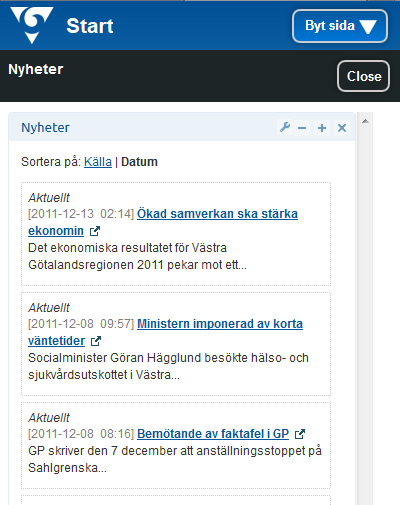 Start
Byt sida
Nyheter
Close
Nyheter
Sortera på: Källa | Datum
Aktuellt
[2011-12-13 02:14] Ökad samverkan ska stärka
ekonomin
Det ekonomiska resultatet för Västra
Götalandsregionen 2011 pekar mot ett...
Aktuellt
[2011-12-08 09:57] Ministern imponerad av korta
väntetider
Socialminister Göran Hägglund besökte hälso- och
sjukvårdsutskottet i Västra...
Aktuellt
[2011-12-08 08:16] Bemötande av faktafel i GP
GP skriver den 7 december att anställningsstoppet på
Sahlgrenska...